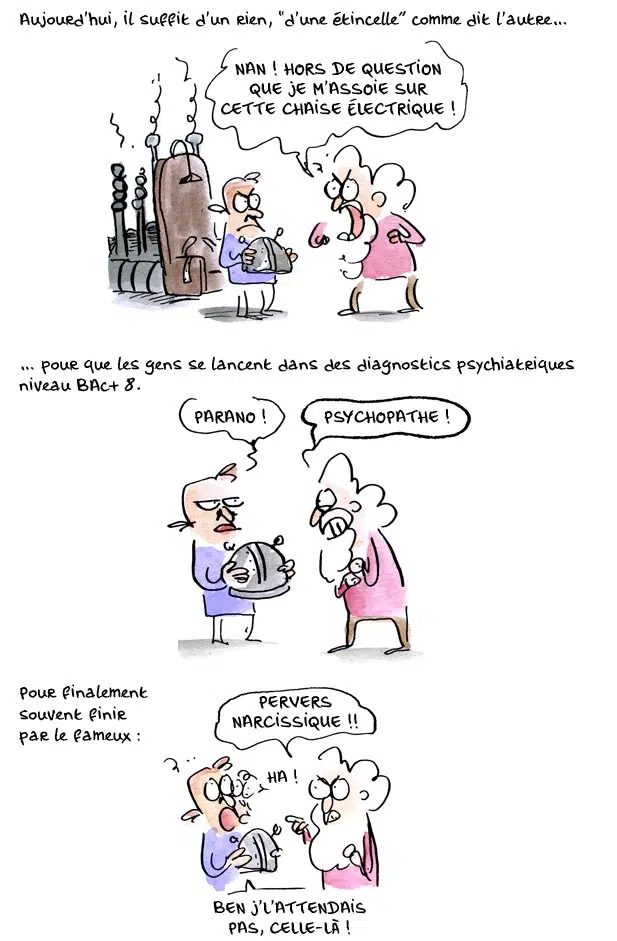 Aujourd'hui, il suffit d'un rien, "d'une étincelle" comme dit l'autre...
NAN ! HORS DE QUESTION
QUE JE M'ASSOIE SUR
CETTE CHAISE ÉLECTRIQUE !
... pour que les gens se lancent dans des diagnostics psychiatriques
niveau BAc+ 8.
PARANO !
PSYCHOPATHE !
Pour finalement
souvent finir
par le fameux :
PERVERS
NARCISSIQUE !!
HA !
BEN J'L'ATTENDAIS
PAS, CELLE-LÀ !